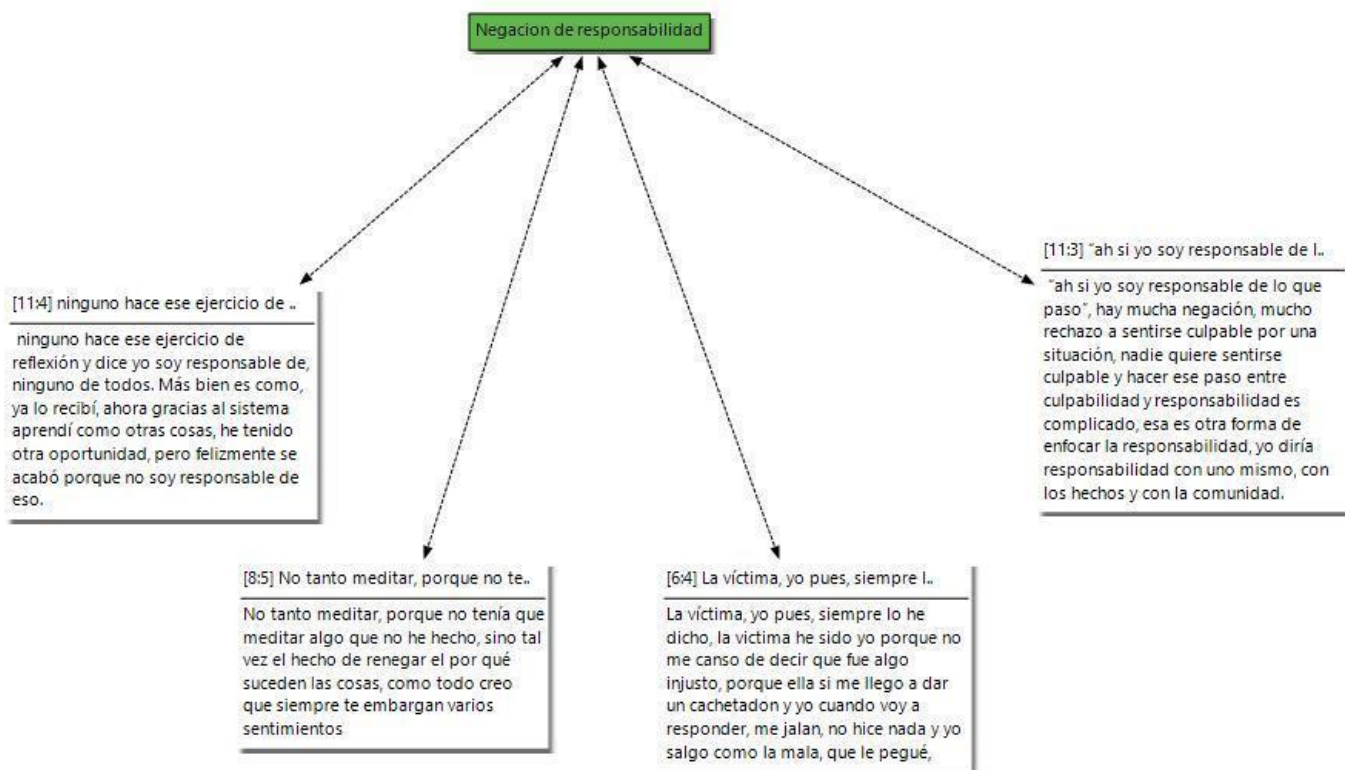 Negacion de responsabilidad
[11:3] "ah si yo soy responsable de l..
"ah si yo soy responsable de lo que
paso", hay mucha negación, mucho
rechazo a sentirse culpable por una
situación, nadie quiere sentirse
culpable y hacer ese paso entre
culpabilidad y responsabilidad es
complicado, esa es otra forma de
enfocar la responsabilidad, yo diría
responsabilidad con uno mismo, con
los hechos y con la comunidad.
[11:4] ninguno hace ese ejercicio de ..
ninguno hace ese ejercicio de
reflexión y dice yo soy responsable de,
ninguno de todos. Más bien es como,
ya lo recibí, ahora gracias al sistema
aprendí como otras cosas, he tenido
otra oportunidad, pero felizmente se
acabó porque no soy responsable de
eso.
[8:5] No tanto meditar, porque no te..
No tanto meditar, porque no tenía que
meditar algo que no he hecho, sino tal
vez el hecho de renegar el por qué
suceden las cosas, como todo creo
que siempre te embargan varios
sentimientos
[6:4] La víctima, yo pues, siempre l..
La víctima, yo pues, siempre lo he
dicho, la victima he sido yo porque no
me canso de decir que fue algo
injusto, porque ella si me llego a dar
un cachetadon y yo cuando voy a
responder, me jalan, no hice nada y yo
salgo como la mala, que le pegué,